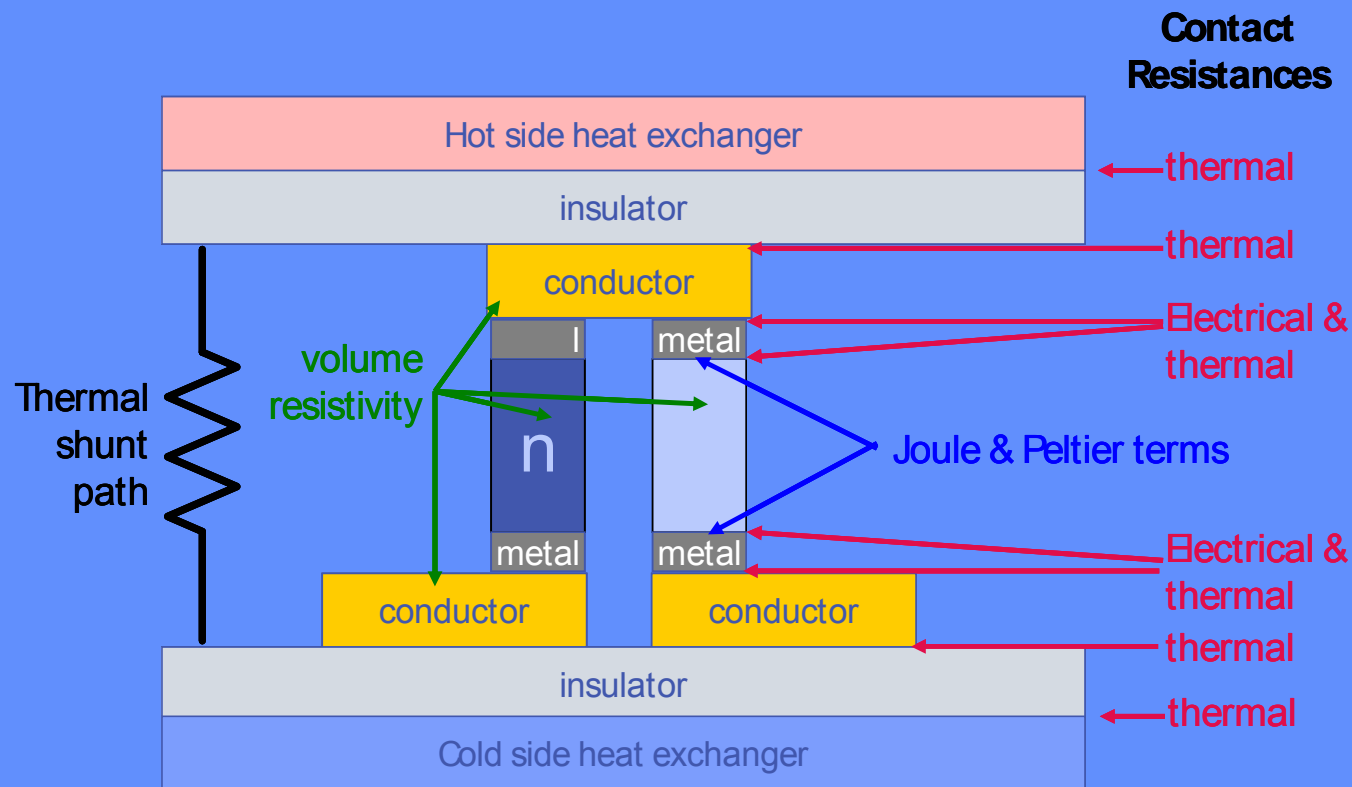 Contact
Resistances
Hot side heat exchanger
thermal
insulator
thermal
conductor
Electrical &
thermal
l
metal
volume
resistivity
Thermal
shunt
path
n
Joule & Peltier terms
metal
metal
Electrical &
thermal
conductor
conductor
thermal
insulator
thermal
Cold side heat exchanger